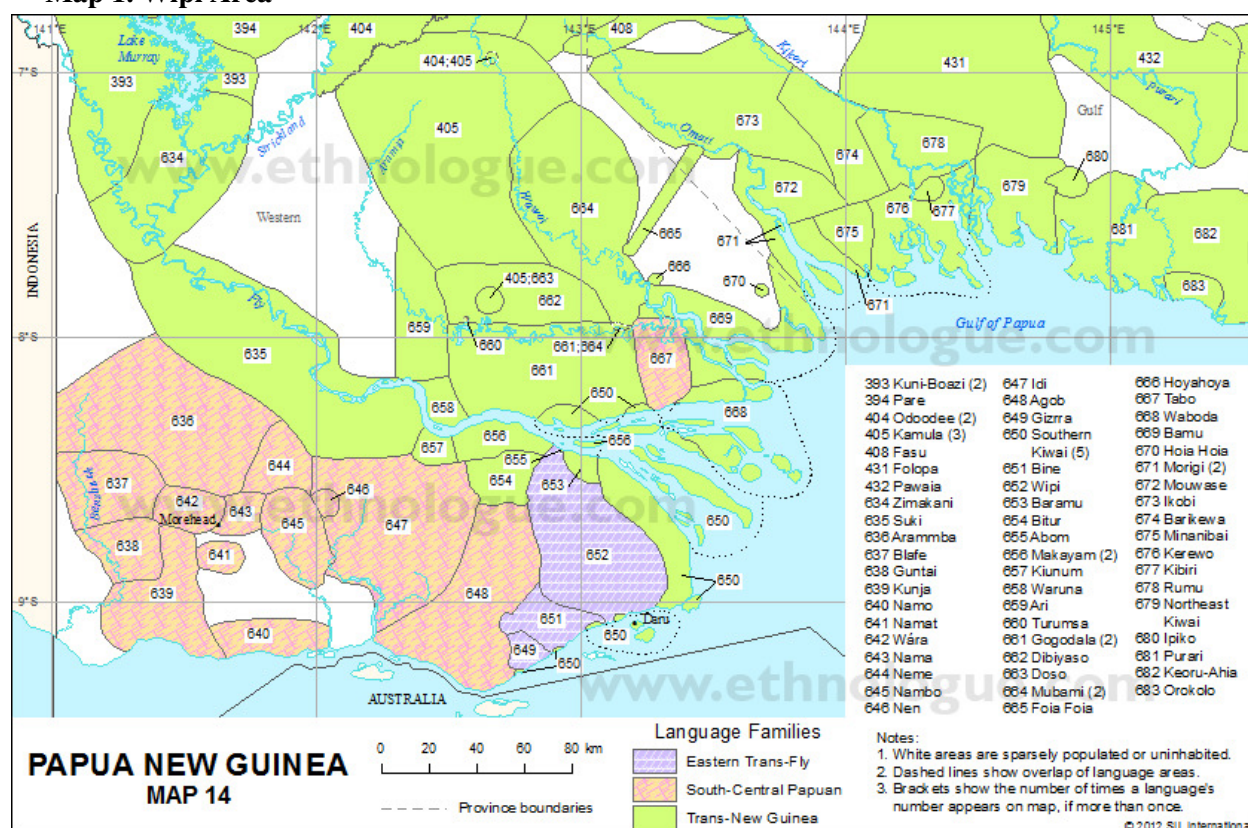 Map 1. Wipi Area
141°E
142°E
143°E
144°E
145°E
7°S
8°S
9°S
394
404
408
404;405
431
432
393
393
Lake
Murray
Strickland
634
405
Aramia
Wawoi
Omati
Kikori
Purari
Gulf
673
674
678
680
679
672
676
677
664
Western
665
671
675
681
682
666
670
671
683
405;663
662
669
Gulf of Papua
INDONESIA
Fly
659
660
661;664
667
635
661
650
668
658
636
656
656
657
655
644
654
653
637
646
642
643
645
647
Morehead
650
Bensbach
638
641
652
639
648
650
640
651
Daru
650
649
650
AUSTRALIA
www.ethnologue.com
www.ethnologue.com
www.ethnologue.com
www.ethnologue.com
393 Kuni-Boazi (2)
394 Pare
404 Odoodee (2)
405 Kamula (3)
408 Fasu
431 Folopa
432 Pawaia
634 Zimakani
635 Suki
636 Arammba
637 Blafe
638 Guntai
639 Kunja
640 Namo
641 Namat
642 Wára
643 Nama
644 Neme
645 Nambo
646 Nen
647 Idi
648 Agob
649 Gizrra
650 Southern
Kiwai (5)
651 Bine
652 Wipi
653 Baramu
654 Bitur
655 Abom
656 Makayam (2)
657 Kiunum
658 Waruna
659 Ari
660 Turumsa
661 Gogodala (2)
662 Dibiyaso
663 Doso
664 Mubami (2)
665 Foia Foia
666 Hoyahoya
667 Tabo
668 Waboda
669 Bamu
670 Hoia Hoia
671 Morigi (2)
672 Mouwase
673 Ikobi
674 Barikewa
675 Minanibai
676 Kerewo
677 Kibiri
678 Rumu
679 Northeast
Kiwai
680 Ipiko
681 Purari
682 Keoru-Ahia
683 Orokolo
PAPUA NEW GUINEA
MAP 14
0 20 40 60 80 km
Province boundaries
Language Families
Eastern Trans-Fly
South-Central Papuan
Trans-New Guinea
Notes:
1. White areas are sparsely populated or uninhabited.
2. Dashed lines show overlap of language areas.
3. Brackets show the number of times a language's
number appears on map, if more than once.
© 2012 SIL International